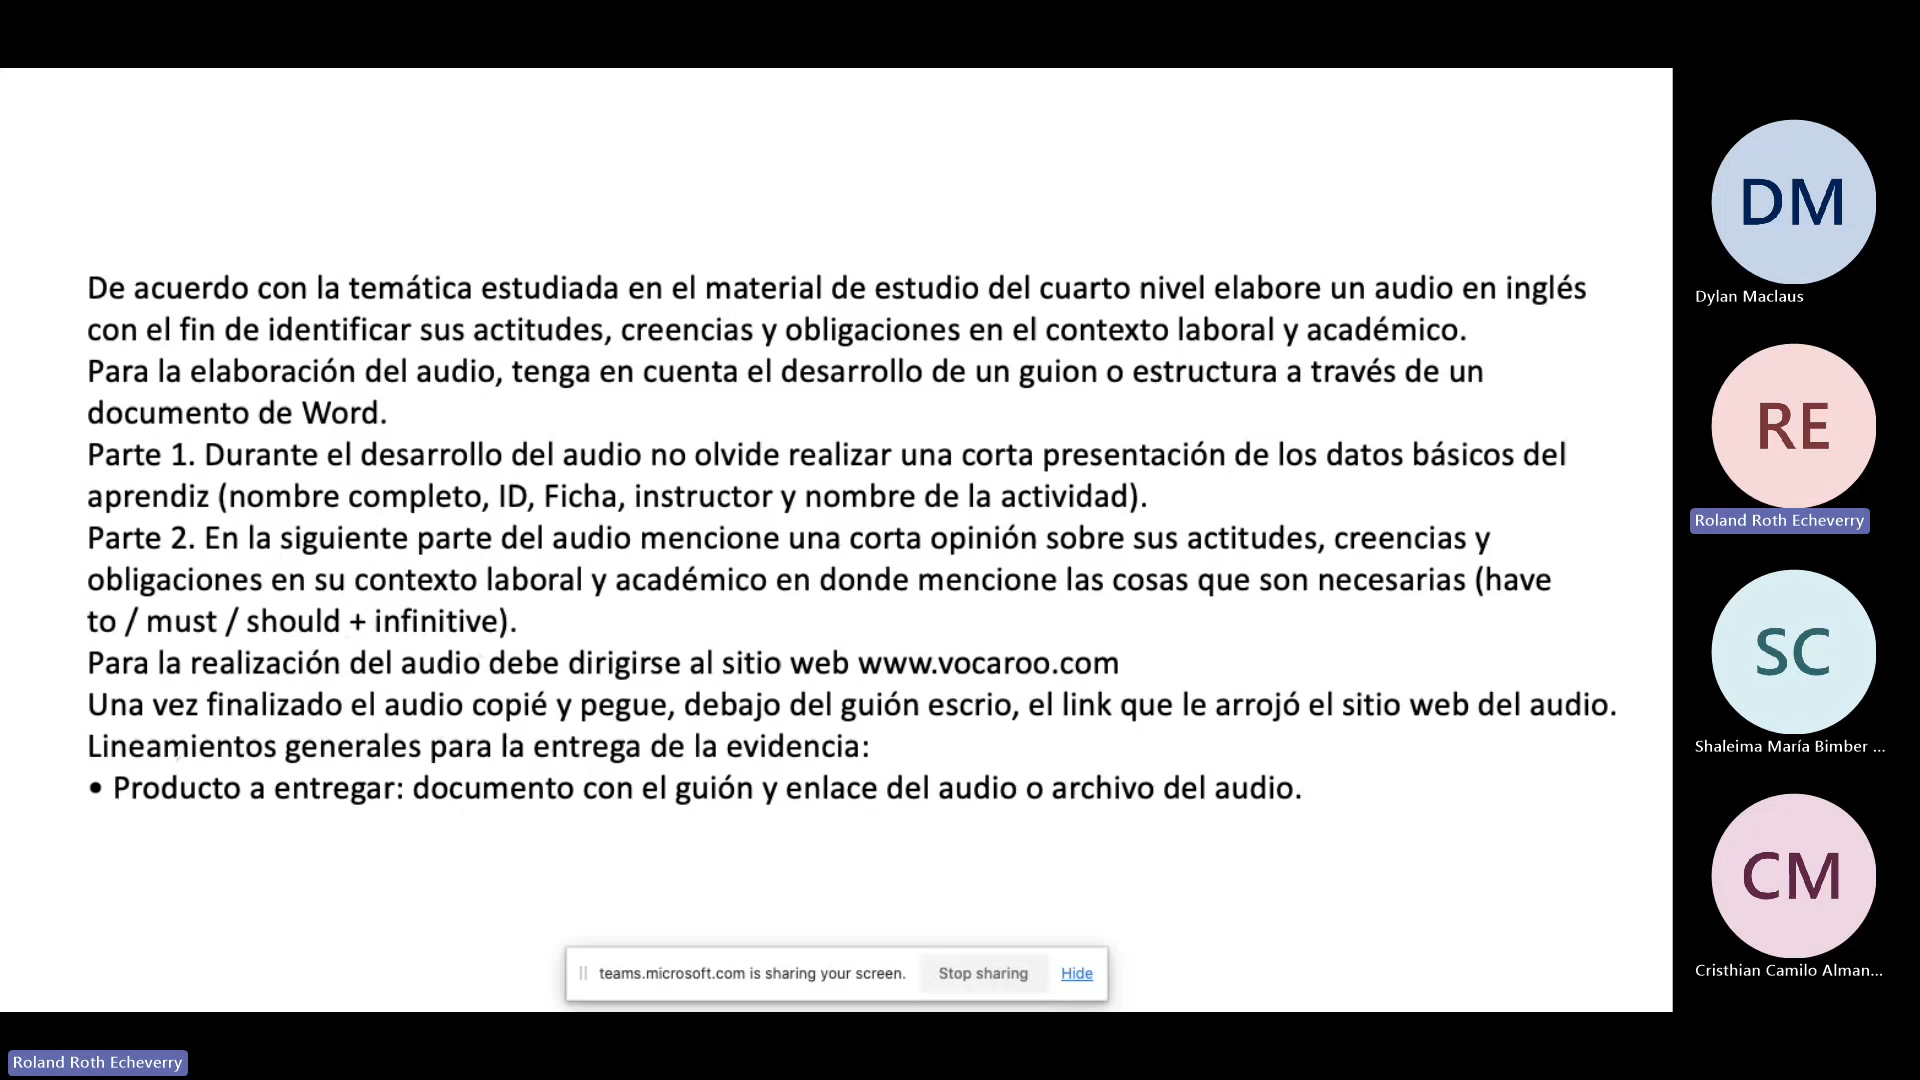 De acuerdo con la temática estudiada en el material de estudio del cuarto nivel elabore un audio en inglés
con el fin de identificar sus actitudes, creencias y obligaciones en el contexto laboral y académico.
Para la elaboración del audio, tenga en cuenta el desarrollo de un guion o estructura a través de un
documento de Word.
Parte 1. Durante el desarrollo del audio no olvide realizar una corta presentación de los datos básicos del
aprendiz (nombre completo, ID, Ficha, instructor y nombre de la actividad).
Parte 2. En la siguiente parte del audio mencione una corta opinión sobre sus actitudes, creencias y
obligaciones en su contexto laboral y académico en donde mencione las cosas que son necesarias (have
to / must / should + infinitive).
Para la realización del audio debe dirigirse al sitio web www.vocaroo.com
Una vez finalizado el audio copié y pegue, debajo del guión escrio, el link que le arrojó el sitio web del audio.
Lineamientos generales para la entrega de la evidencia:
• Producto a entregar: documento con el guión y enlace del audio o archivo del audio.
teams.microsoft.com is sharing your screen. Stop sharing Hide
DM
Dylan Maclaus
RE
Roland Roth Echeverry
SC
Shaleima María Bimber ...
CM
Cristhian Camilo Alman...
Roland Roth Echeverry